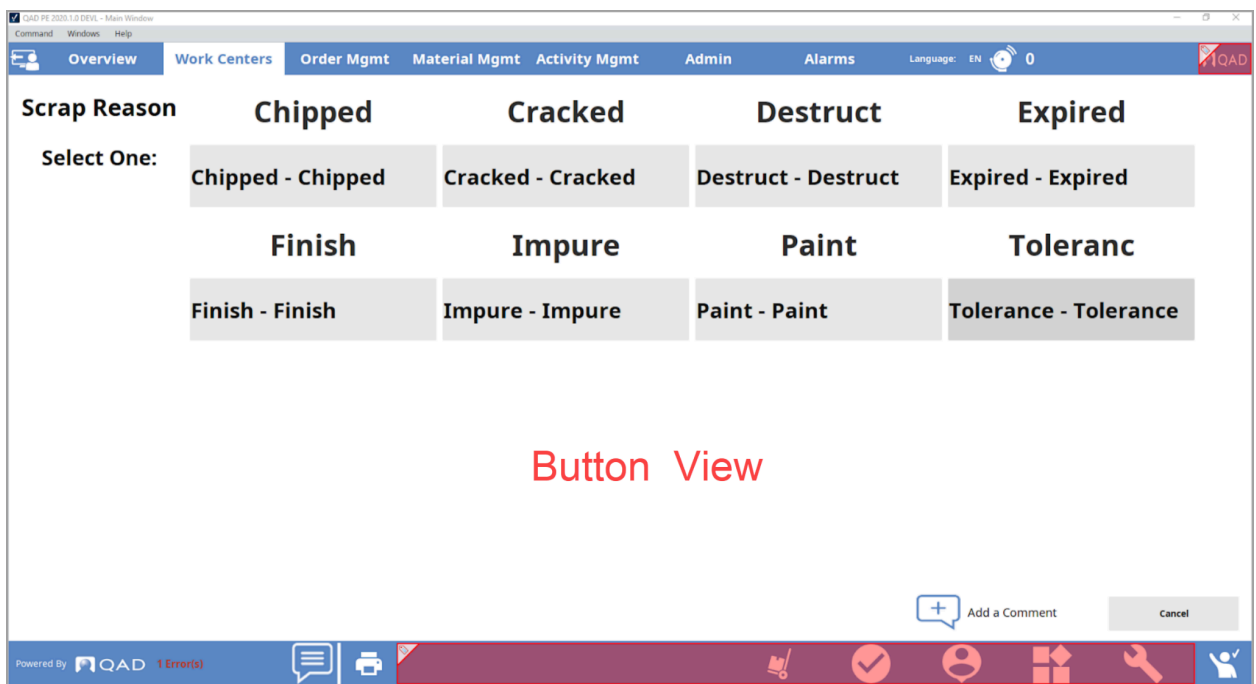 QAD PE 2020.1.0 DEVL - Main Window
Command Windows Help
Overview Work Centers Order Mgmt Material Mgmt Activity Mgmt Admin Alarms Language: EN 0 QAD
Scrap Reason Chipped Cracked Destruct Expired
Select One: Chipped - Chipped Cracked - Cracked Destruct - Destruct Expired - Expired
Finish Impure Paint Toleranc
Finish - Finish Impure - Impure Paint - Paint Tolerance - Tolerance
Button View
Add a Comment Cancel
Powered By QAD 1 Error(s)